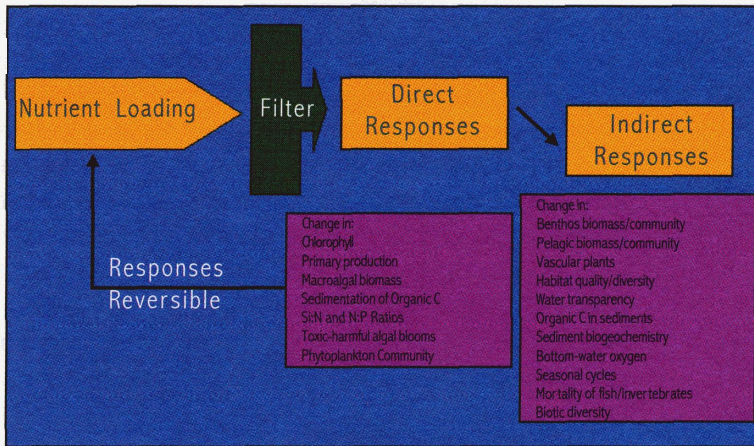 Nutrient Loading
Filter
Direct
Responses
Indirect
Responses
Responses
Reversible
Change in:
Chlorophyll
Primary production
Macroalgal biomass
Sedimentation of Organic C
Si:N and N:P Ratios
Toxic-harmful algal blooms
Phytoplankton Community
Change in:
Benthos biomass/community
Pelagic biomass/community
Vascular plants
Habitat quality/diversity
Water transparency
Organic C in sediments
Sediment biogeochemistry
Bottom-water oxygen
Seasonal cycles
Mortality of fish/invertebrates
Biotic diversity